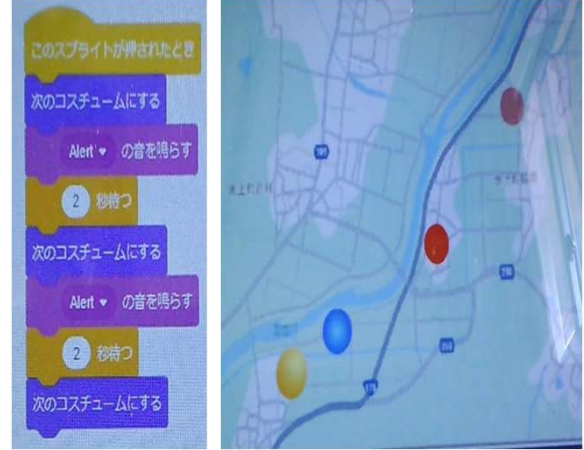 このスプライトが押されたとき
次のコスチュームにする
Alert ▾ の音を鳴らす
2 秒待つ
次のコスチュームにする
Alert ▾ の音を鳴らす
2 秒待つ
次のコスチュームにする
175